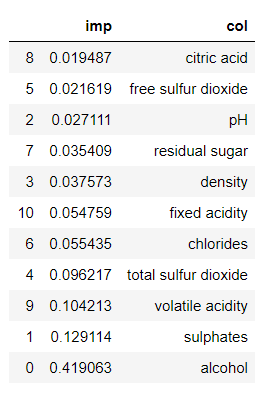 imp col
8 0.019487 citric acid
5 0.021619 free sulfur dioxide
2 0.027111 pH
7 0.035409 residual sugar
3 0.037573 density
10 0.054759 fixed acidity
6 0.055435 chlorides
4 0.096217 total sulfur dioxide
9 0.104213 volatile acidity
1 0.129114 sulphates
0 0.419063 alcohol